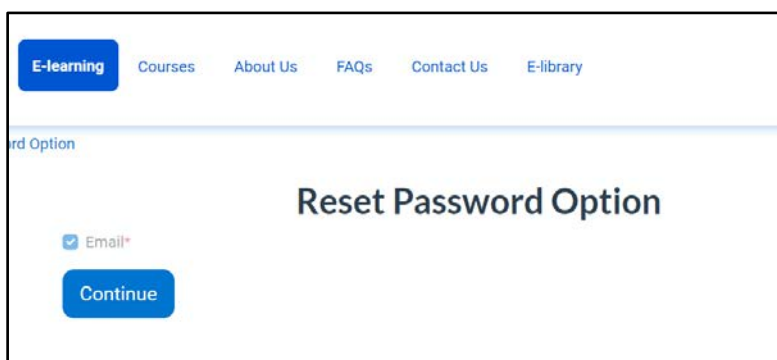 E-learning Courses About Us FAQs Contact Us E-library
rd Option
Reset Password Option
Email*
Continue